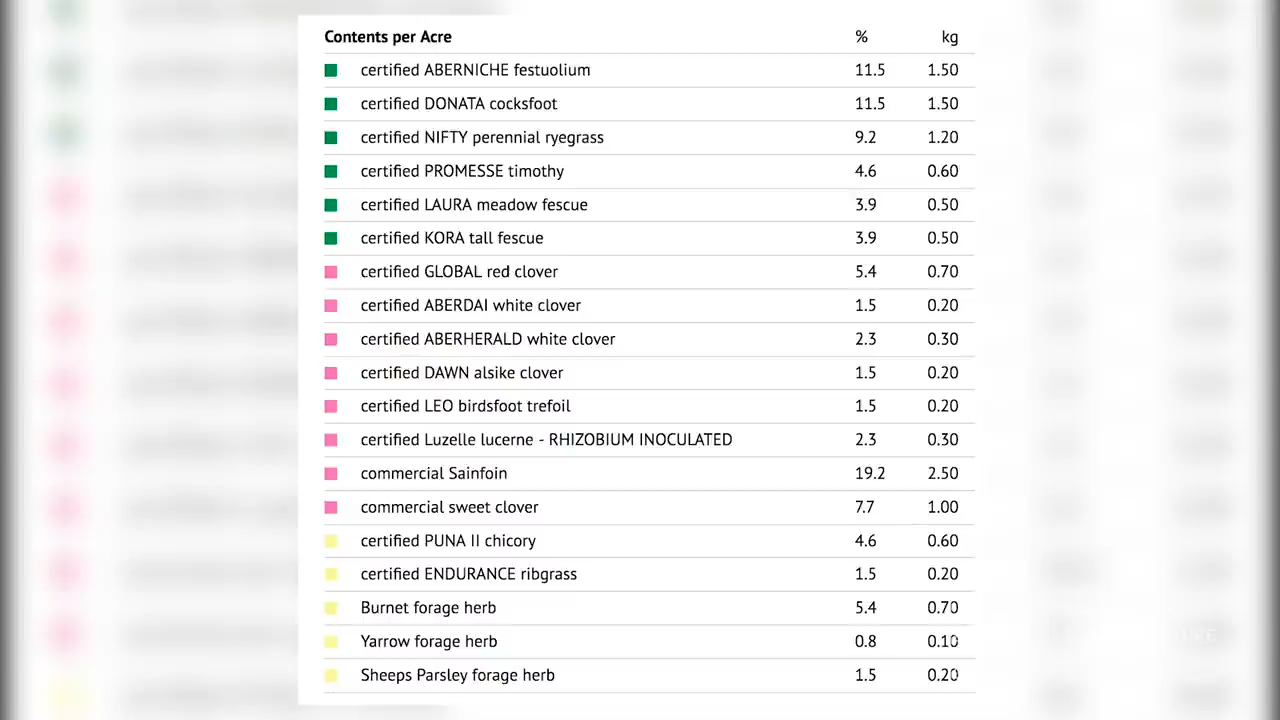 Contents per Acre % kg
certified ABERNICHE festuolium 11.5 1.50
certified DONATA cocksfoot 11.5 1.50
certified NIFTY perennial ryegrass 9.2 1.20
certified PROMESSE timothy 4.6 0.60
certified LAURA meadow fescue 3.9 0.50
certified KORA tall fescue 3.9 0.50
certified GLOBAL red clover 5.4 0.70
certified ABERDAI white clover 1.5 0.20
certified ABERHERALD white clover 2.3 0.30
certified DAWN alsike clover 1.5 0.20
certified LEO birdsfoot trefoil 1.5 0.20
certified Luzelle lucerne - RHIZOBIUM INOCULATED 2.3 0.30
commercial Sainfoin 19.2 2.50
commercial sweet clover 7.7 1.00
certified PUNA II chicory 4.6 0.60
certified ENDURANCE ribgrass 1.5 0.20
Burnet forage herb 5.4 0.70
Yarrow forage herb 0.8 0.10
Sheeps Parsley forage herb 1.5 0.20